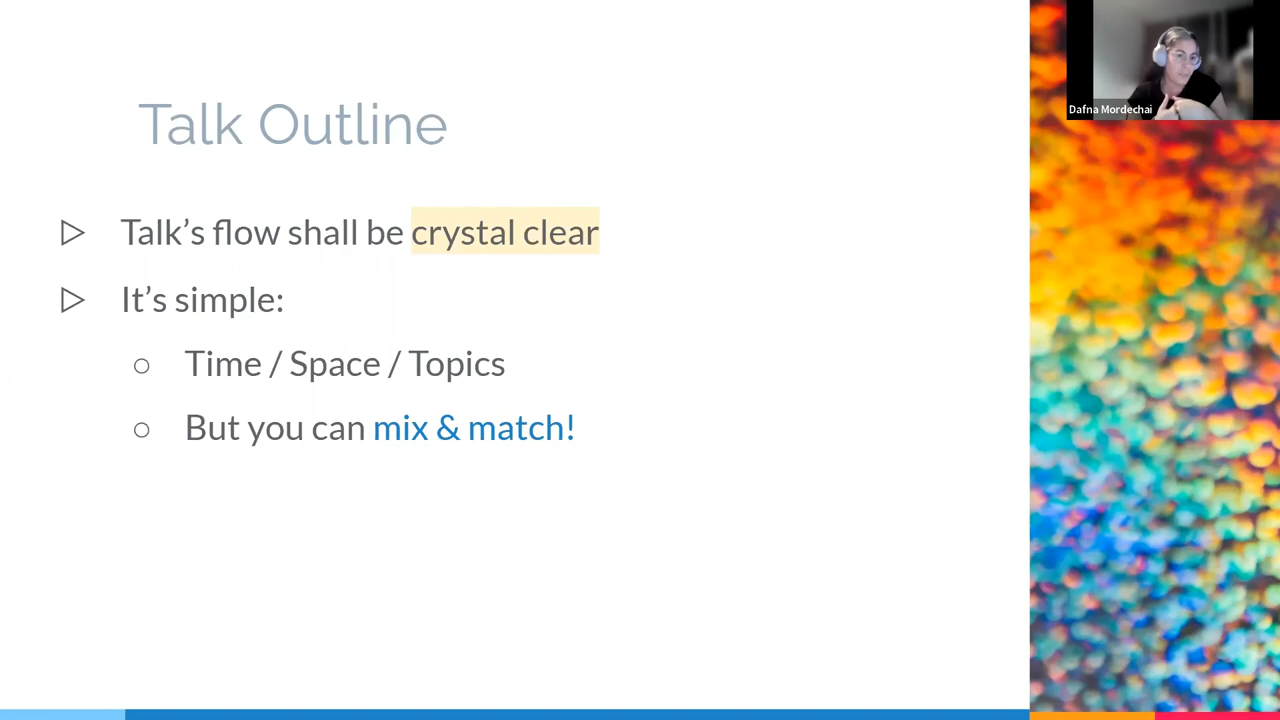 Talk Outline
Talk's flow shall be crystal clear
It's simple:
Time / Space / Topics
But you can mix & match!
Dafna Mordechai